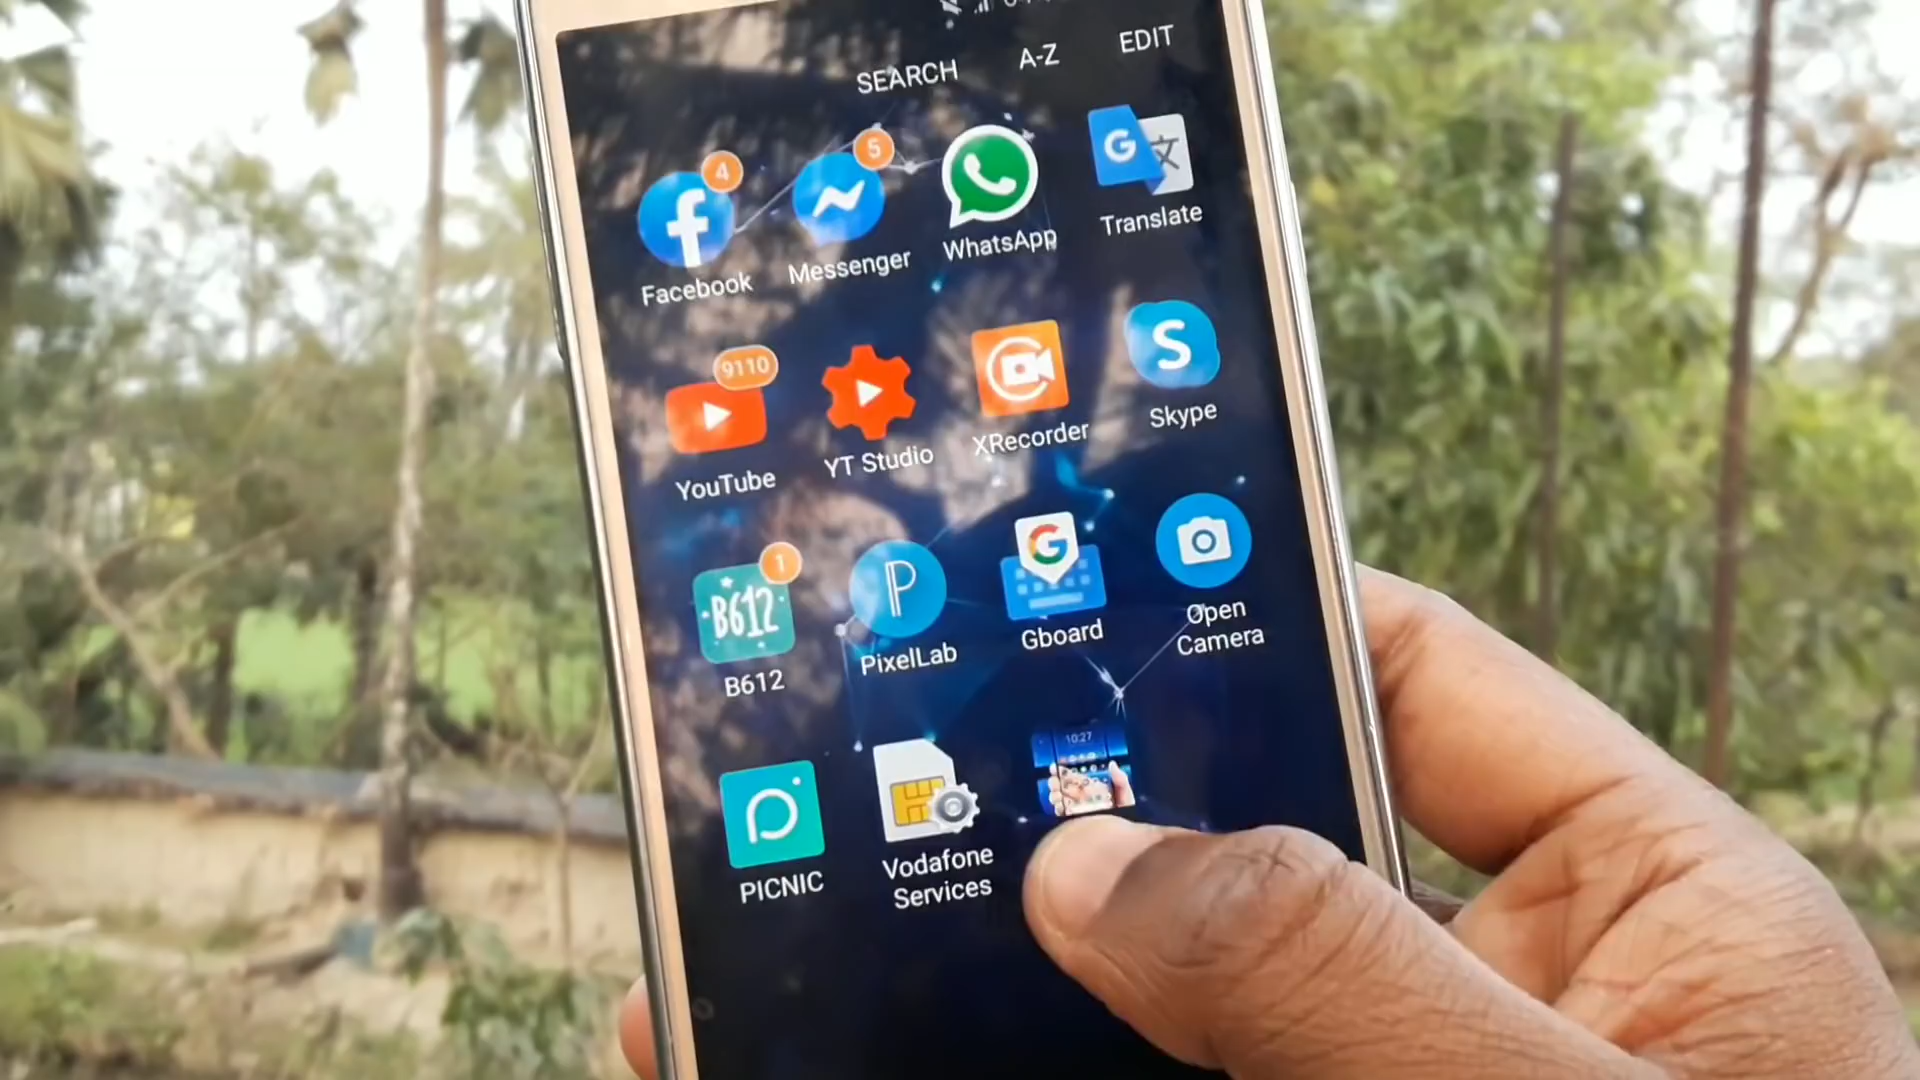 SEARCH A-Z EDIT
4 5
Facebook Messenger WhatsApp Translate
9110
YouTube YT Studio XRecorder Skype
1
B612
B612 PixelLab Gboard Open
Camera
10:27
PICNIC Vodafone
Services